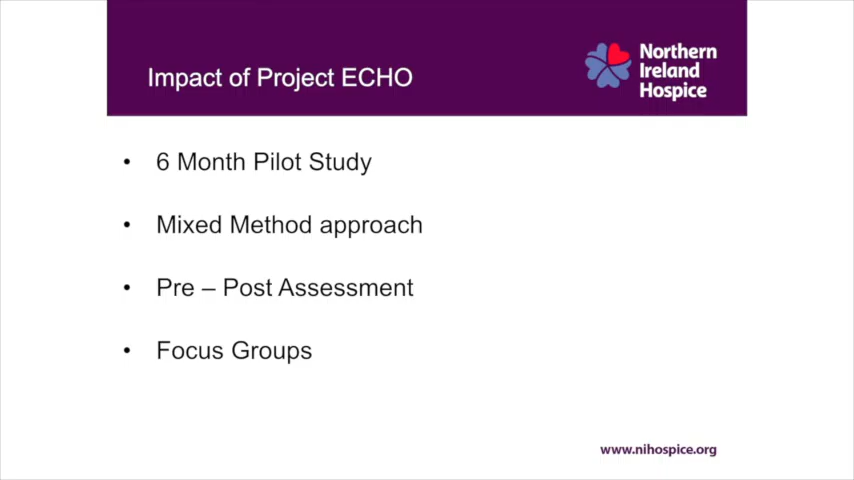 Impact of Project ECHO
Northern
Ireland
Hospice
• 6 Month Pilot Study
• Mixed Method approach
• Pre – Post Assessment
• Focus Groups
www.nihospice.org